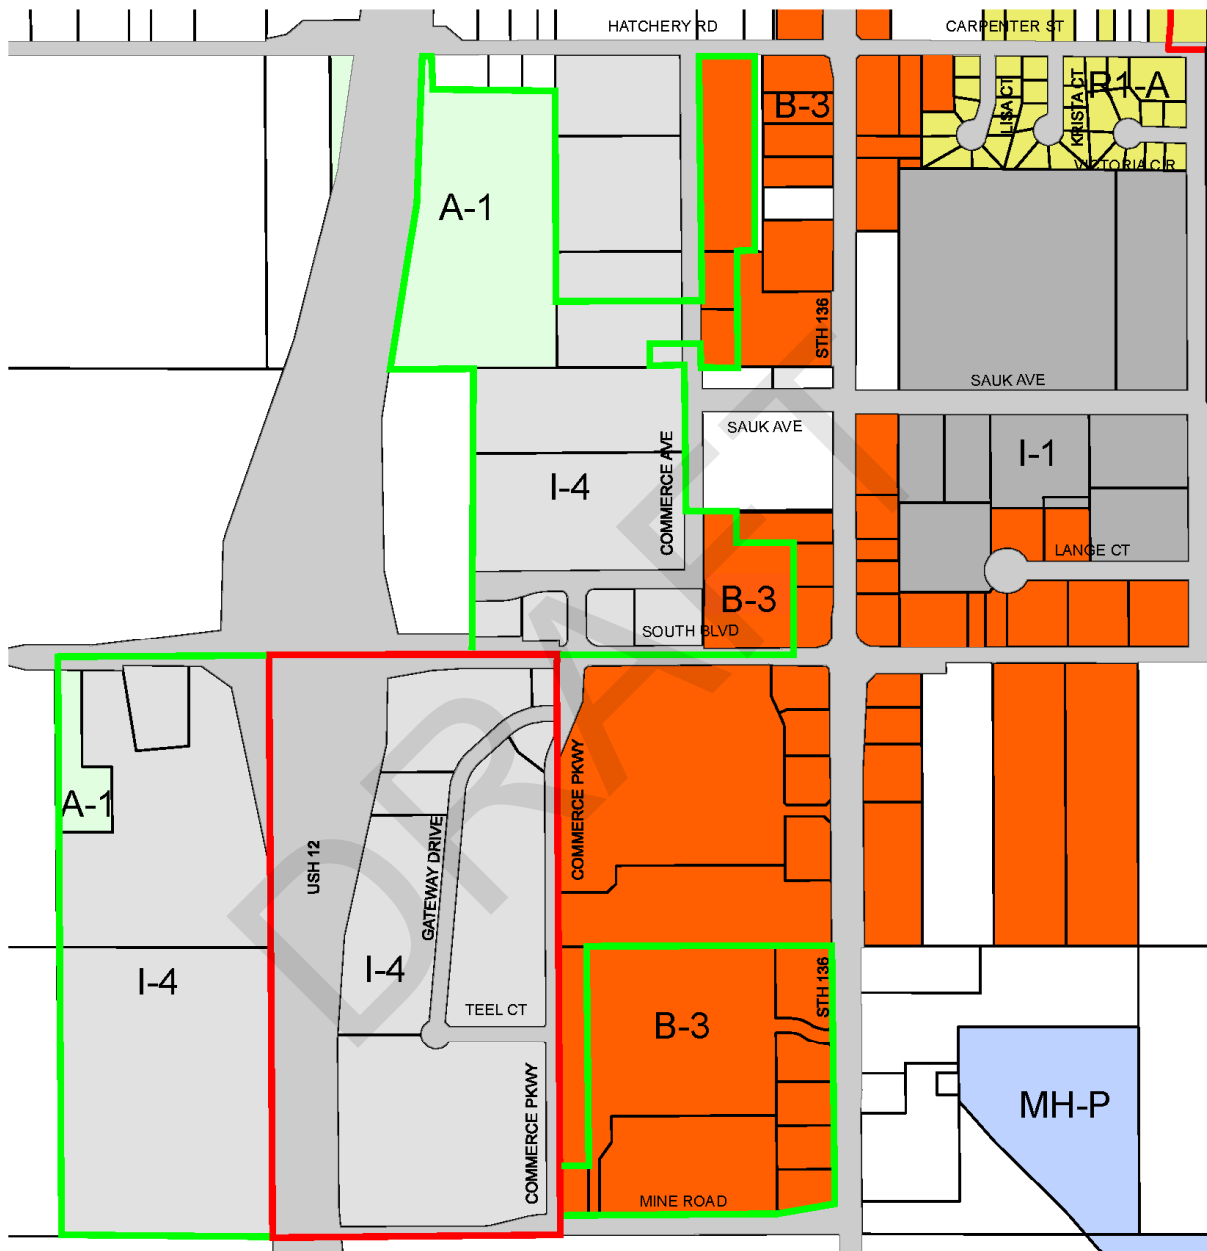 HATCHERY RD
CARPENTER ST
R1-A
B-3
LISA CT
KRISTA CT
VICTORIA CIR
A-1
STH 136
SAUK AVE
SAUK AVE
I-1
I-4
COMMERCE AVE
LANGE CT
B-3
SOUTH BLVD
DRAFT
A-1
COMMERCE PKWY
USH 12
GATEWAY DRIVE
I-4
I-4
TEEL CT
B-3
STH 136
MH-P
COMMERCE PKWY
MINE ROAD